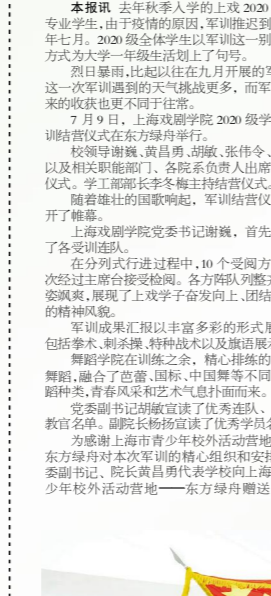 本报讯 去年秋季入学的上戏 2020
专业学生,由于疫情的原因,军训推迟到
年七月。2020 级全体学生以军训这一别
方式为大学一年级生活划上了句号。
烈日暴雨,比起以往在九月开展的军
这一次军训遇到的天气挑战更多，而军
来的收获也更不同于往常。
7 月 9 日，上海戏剧学院 2020 级学
训结营仪式在东方绿舟举行。
校领导谢巍、黄昌勇、胡敏、张伟令、
以及相关职能部门、各院系负责人出席
仪式。学工部部长李冬梅主持结营仪式。
随着雄壮的国歌响起，军训结营仪
开了帷幕。
上海戏剧学院党委书记谢巍，首先
了各受训连队。
在分列式行进过程中,10 个受阅方
次经过主席台接受检阅。各方阵队列整
姿飒爽,展现了上戏学子奋发向上、团结
的精神风貌。
军训成果汇报以丰富多彩的形式展
包括拳术、刺杀操、特种战术以及旗语展
舞蹈学院在训练之余，精心排练的
舞蹈,融合了芭蕾、国标、中国舞等不同
蹈种类,青春风采和艺术气息扑面而来。
党委副书记胡敏宣读了优秀连队、
教官名单。副院长杨扬宣读了优秀学员名
为感谢上海市青少年校外活动营地
东方绿舟对本次军训的精心组织和安排
委副书记、院长黄昌勇代表学校向上海
少年校外活动营地——东方绿舟赠送